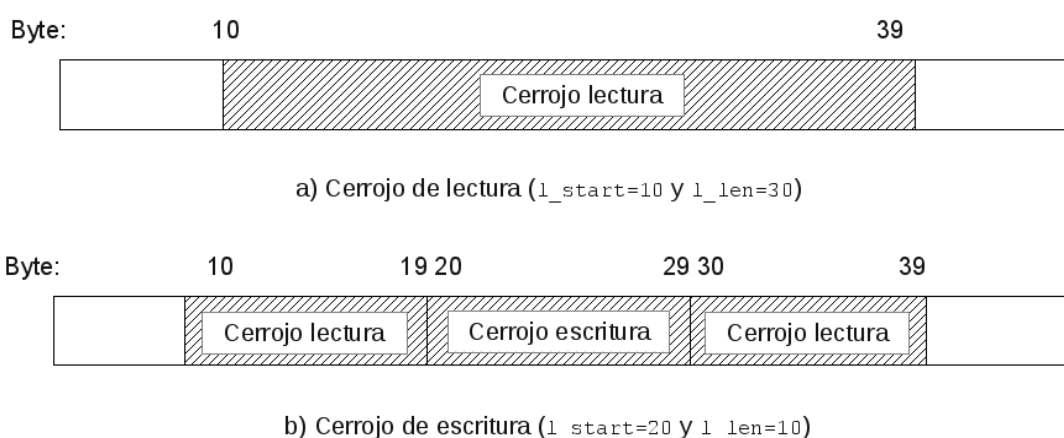 Byte: 10 39
Cerrojo lectura
a) Cerrojo de lectura (l_start=10 y l_len=30)
Byte: 10 19 20 29 30 39
Cerrojo lectura Cerrojo escritura Cerrojo lectura
b) Cerrojo de escritura (l_start=20 y l_len=10)